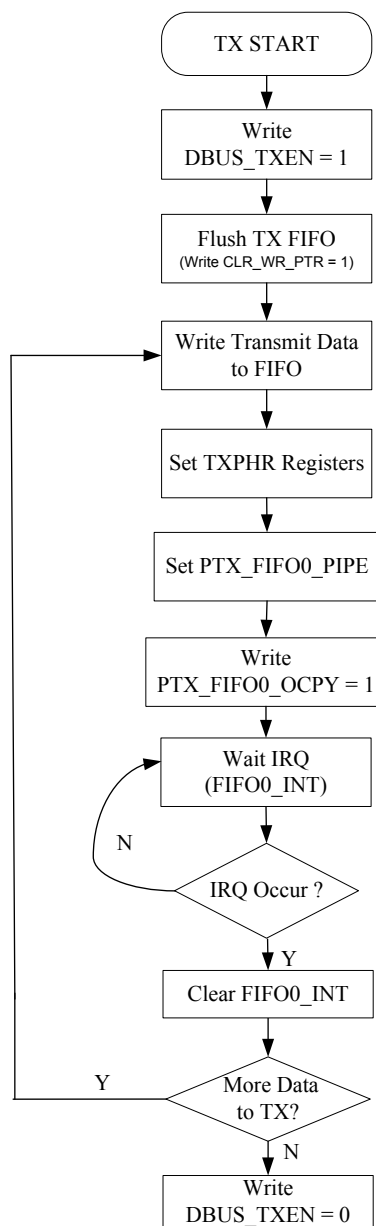 TX START
Write
DBUS_TXEN = 1
Flush TX FIFO
(Write CLR_WR_PTR = 1)
Write Transmit Data
to FIFO
Set TXPHR Registers
Set PTX_FIFO0_PIPE
Write
PTX_FIFO0_OCPY = 1
Wait IRQ
(FIFO0_INT)
N
IRQ Occur ?
Y
Clear FIFO0_INT
Y
More Data
to TX?
N
Write
DBUS_TXEN = 0